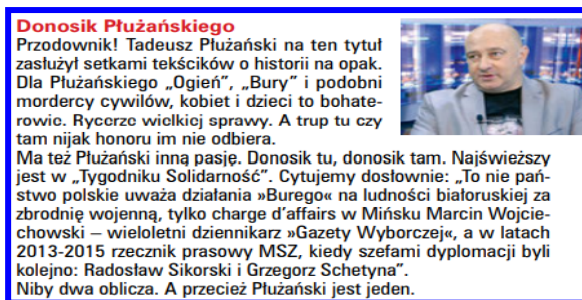 Donosik Płużańskiego
Przodownik! Tadeusz Płużański na ten tytuł
zasłużył setkami tekścików o historii na opak.
Dla Płużańskiego „Ogień”, „Bury” i podobni
mordercy cywilów, kobiet i dzieci to bohate-
rowie. Rycerze wielkiej sprawy. A trup tu czy
tam nijak honoru im nie odbiera.
Ma też Płużański inną pasję. Donosik tu, donosik tam. Najświeższy
jest w „Tygodniku Solidarność”. Cytujemy dosłownie: „To nie pań-
stwo polskie uważa działania »Burego« na ludności białoruskiej za
zbrodnię wojenną, tylko charge d’affairs w Mińsku Marcin Wojcie-
chowski – wieloletni dziennikarz »Gazety Wyborczej«, a w latach
2013-2015 rzecznik prasowy MSZ, kiedy szefami dyplomacji byli
kolejno: Radosław Sikorski i Grzegorz Schetyna”.
Niby dwa oblicza. A przecież Płużański jest jeden.